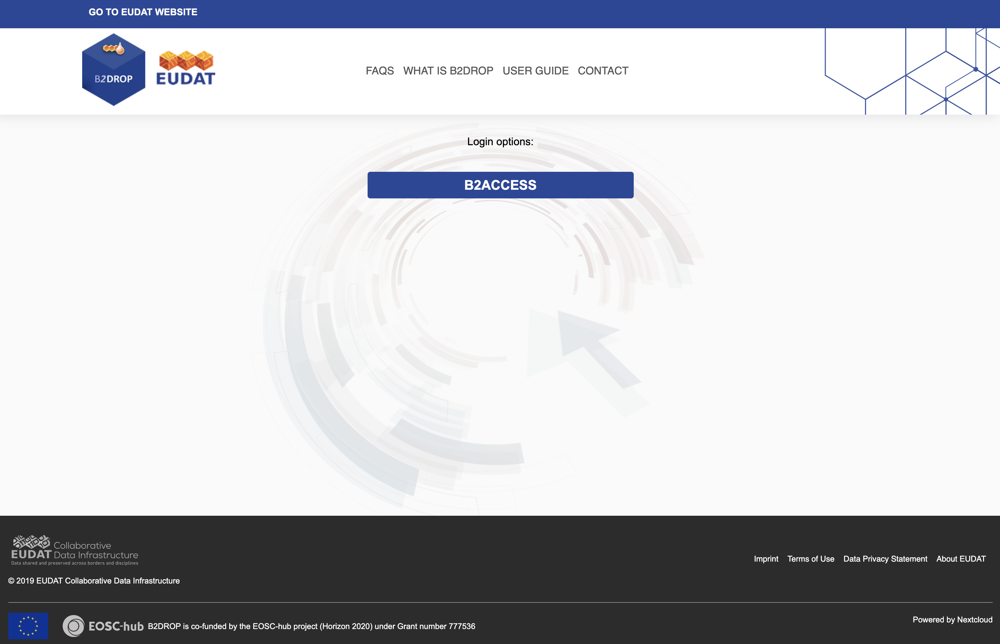 GO TO EUDAT WEBSITE
B2DROP
EUDAT
FAQS WHAT IS B2DROP USER GUIDE CONTACT
Login options:
B2ACCESS
EUDAT Collaborative
Data Infrastructure
Data shared and preserved across borders and disciplines
Imprint Terms of Use Data Privacy Statement About EUDAT
© 2019 EUDAT Collaborative Data Infrastructure
EOSC-hub B2DROP is co-funded by the EOSC-hub project (Horizon 2020) under Grant number 777536
Powered by Nextcloud